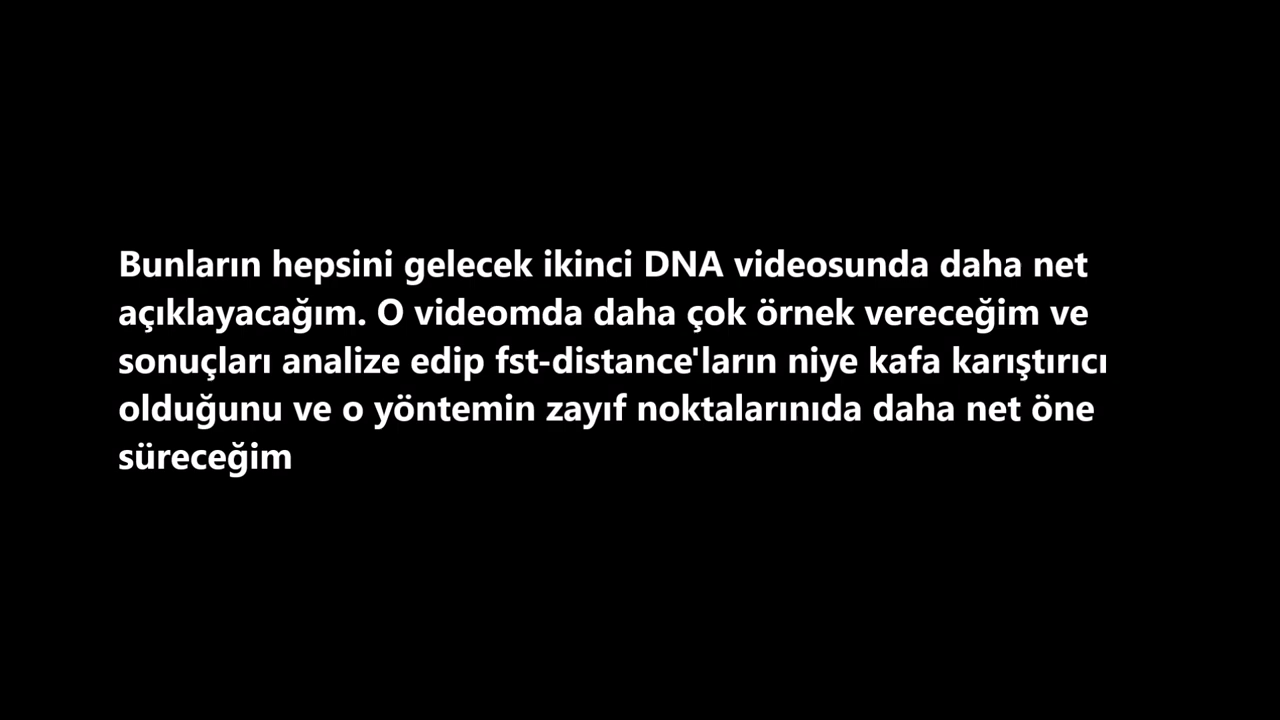 Bunların hepsini gelecek ikinci DNA videosunda daha net
açıklayacağım. O videomda daha çok örnek vereceğim ve
sonuçları analize edip fst-distance'ların niye kafa karıştırıcı
olduğunu ve o yöntemin zayıf noktalarınıda daha net öne
süreceğim